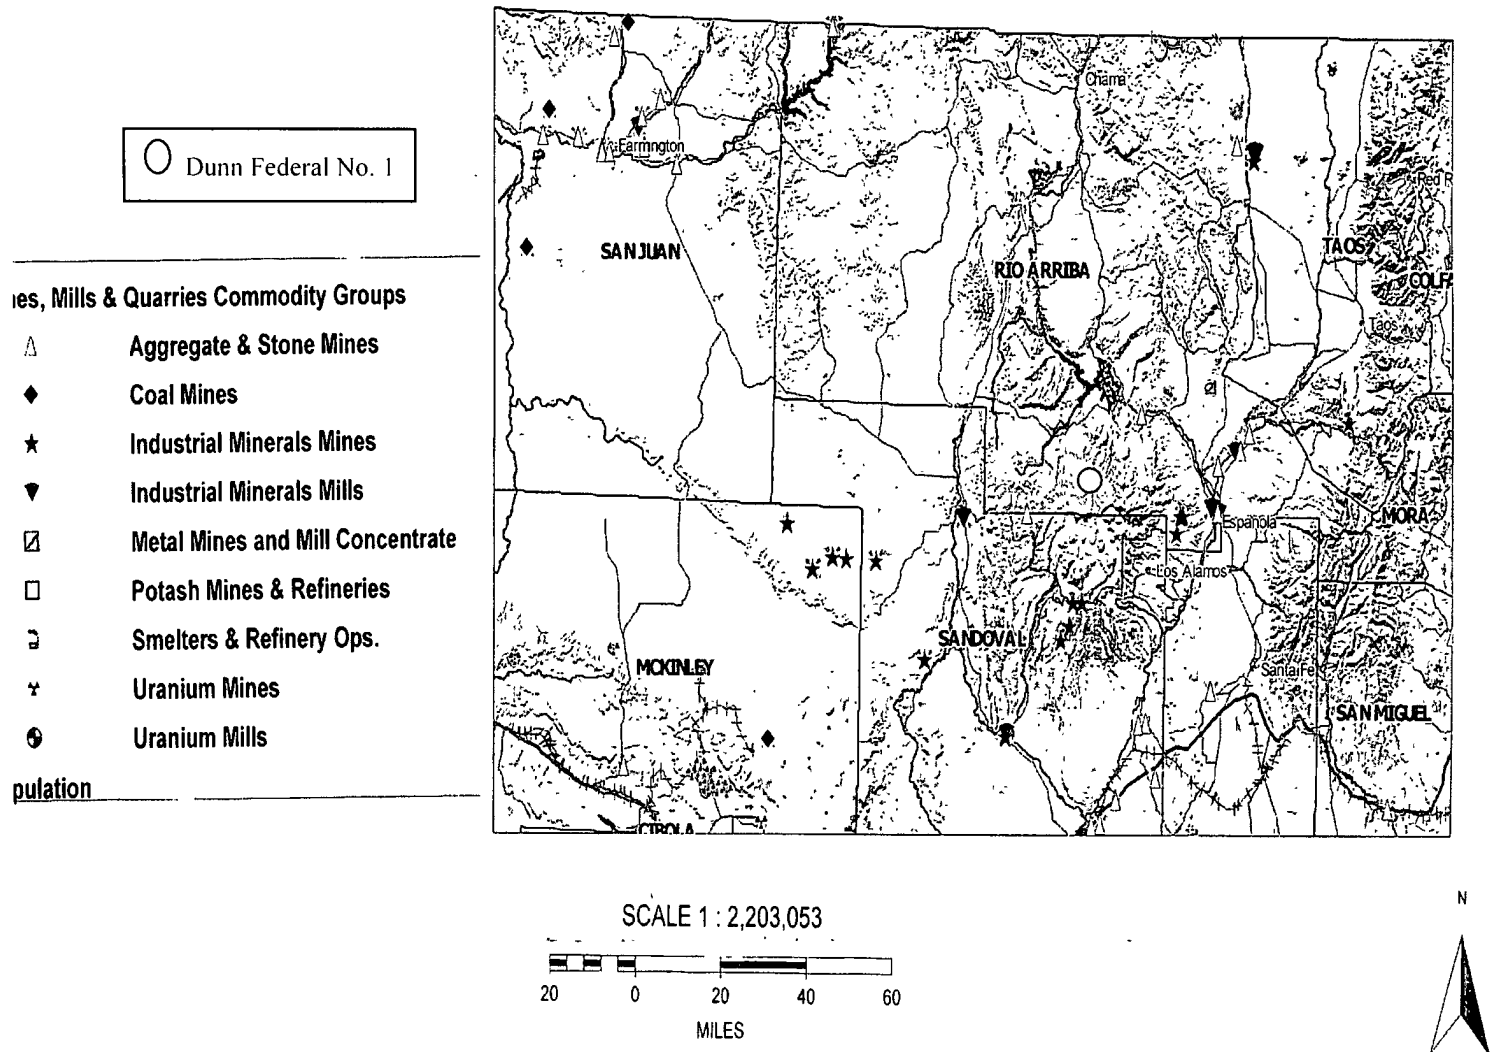 Dunn Federal No. 1
es, Mills & Quarries Commodity Groups
Aggregate & Stone Mines
Coal Mines
Industrial Minerals Mines
Industrial Minerals Mills
Metal Mines and Mill Concentrate
Potash Mines & Refineries
Smelters & Refinery Ops.
Uranium Mines
Uranium Mills
pulation
Chama
Farmington
Red R
SAN JUAN
TAOS
RIO ARRIBA
COLFA
Taos
MORA
Espanola
Los Alamos
SANDOVAL
MCKINLEY
Santa Fe
SAN MIGUEL
CIBOLA
SCALE 1 : 2,203,053
20 0 20 40 60
MILES
N